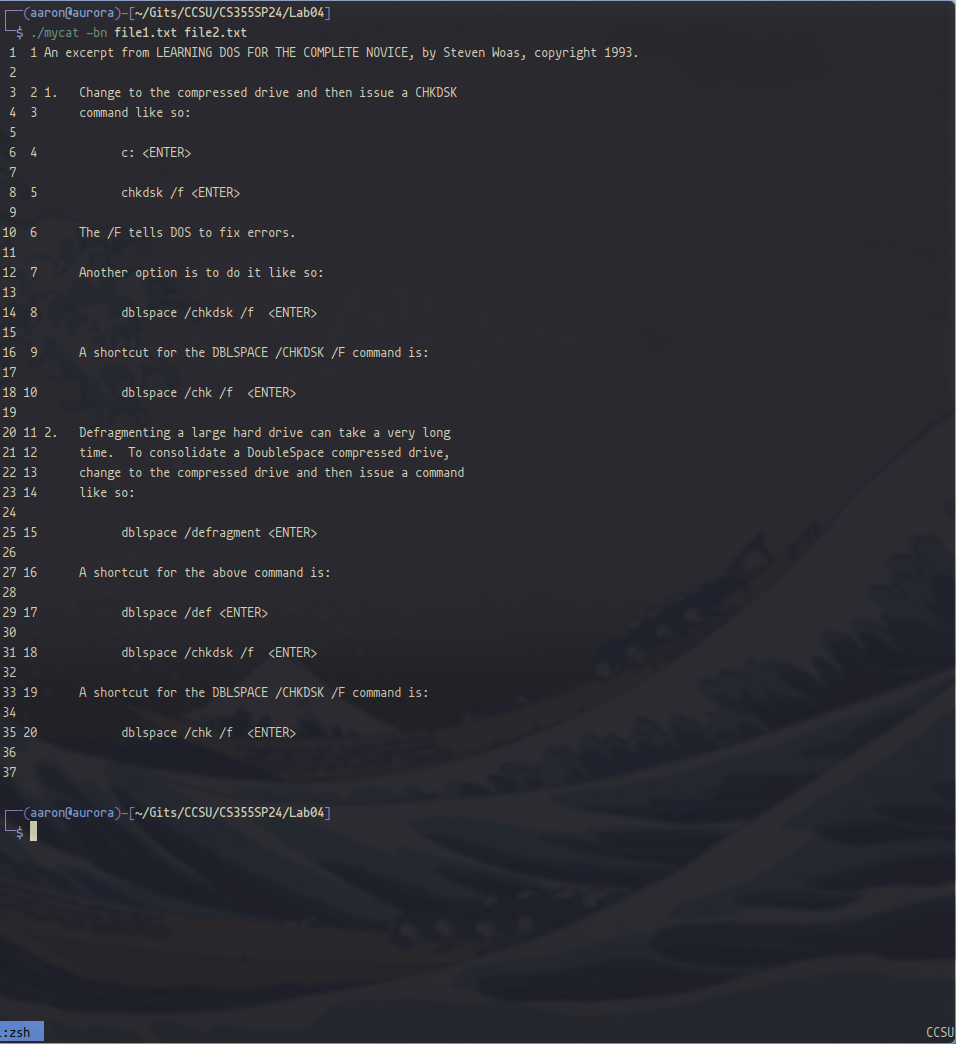 ┌──(aaron@aurora)-[~/Gits/CCSU/CS355SP24/Lab04]
└─$ ./mycat -bn file1.txt file2.txt
 1  1 An excerpt from LEARNING DOS FOR THE COMPLETE NOVICE, by Steven Woas, copyright 1993.
 2
 3  2 1.   Change to the compressed drive and then issue a CHKDSK
 4  3      command like so:
 5
 6  4            c: <ENTER>
 7
 8  5            chkdsk /f <ENTER>
 9
10  6      The /F tells DOS to fix errors.
11
12  7      Another option is to do it like so:
13
14  8            dblspace /chkdsk /f  <ENTER>
15
16  9      A shortcut for the DBLSPACE /CHKDSK /F command is:
17
18 10            dblspace /chk /f  <ENTER>
19
20 11 2.   Defragmenting a large hard drive can take a very long
21 12      time.  To consolidate a DoubleSpace compressed drive,
22 13      change to the compressed drive and then issue a command
23 14      like so:
24
25 15            dblspace /defragment <ENTER>
26
27 16      A shortcut for the above command is:
28
29 17            dblspace /def <ENTER>
30
31 18            dblspace /chkdsk /f  <ENTER>
32
33 19      A shortcut for the DBLSPACE /CHKDSK /F command is:
34
35 20            dblspace /chk /f  <ENTER>
36
37
┌──(aaron@aurora)-[~/Gits/CCSU/CS355SP24/Lab04]
└─$
:zsh CCSU